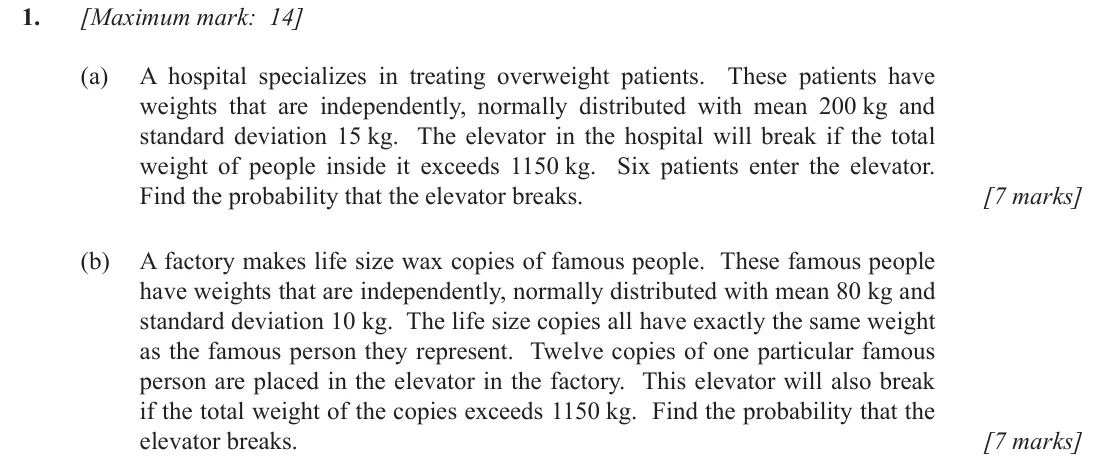 1. [Maximum mark: 14]
(a) A hospital specializes in treating overweight patients. These patients have
weights that are independently, normally distributed with mean 200 kg and
standard deviation 15 kg. The elevator in the hospital will break if the total
weight of people inside it exceeds 1150 kg. Six patients enter the elevator.
Find the probability that the elevator breaks. [7 marks]
(b) A factory makes life size wax copies of famous people. These famous people
have weights that are independently, normally distributed with mean 80 kg and
standard deviation 10 kg. The life size copies all have exactly the same weight
as the famous person they represent. Twelve copies of one particular famous
person are placed in the elevator in the factory. This elevator will also break
if the total weight of the copies exceeds 1150 kg. Find the probability that the
elevator breaks. [7 marks]